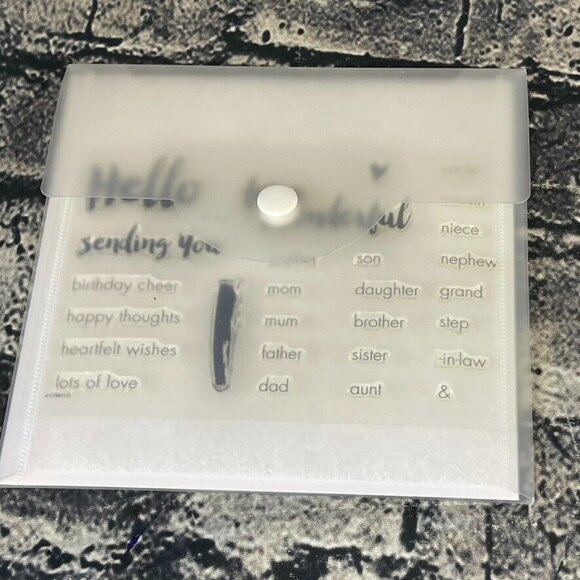 Hello
sending you
birthday cheer
happy thoughts
heartfelt wishes
lots of love
mom
mum
father
dad
son
daughter
brother
sister
aunt
niece
nephew
grand
step
-in-law
&